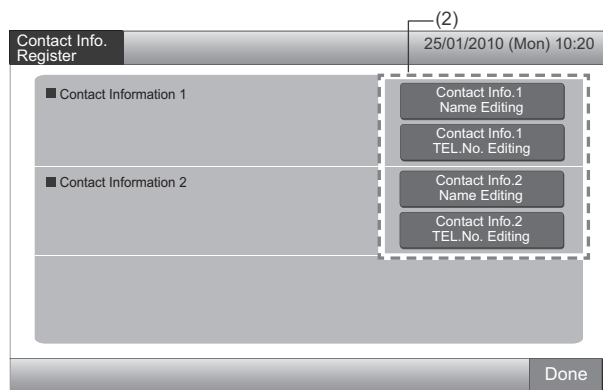 (2)
Contact Info.
Register
25/01/2010 (Mon) 10:20
Contact Information 1
Contact Info.1
Name Editing
Contact Info.1
TEL.No. Editing
Contact Information 2
Contact Info.2
Name Editing
Contact Info.2
TEL.No. Editing
Done